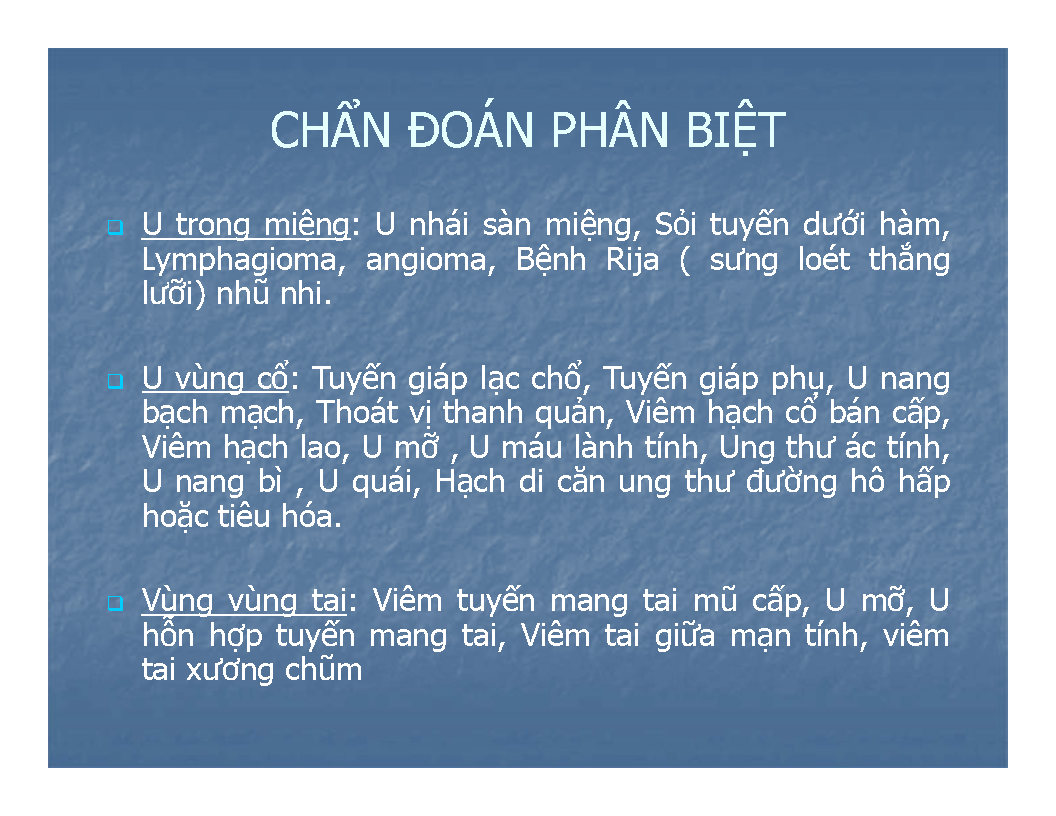 CHẨN ĐOÁN PHÂN BIỆT
U trong miệng: U nhái sàn miệng, Sỏi tuyến dưới hàm,
Lymphagioma, angioma, Bệnh Rija ( sưng loét thắng
lưỡi) nhũ nhi.
U vùng cổ: Tuyến giáp lạc chổ, Tuyến giáp phụ, U nang
bạch mạch, Thoát vị thanh quản, Viêm hạch cổ bán cấp,
Viêm hạch lao, U mỡ , U máu lành tính, Ung thư ác tính,
U nang bì , U quái, Hạch di căn ung thư đường hô hấp
hoặc tiêu hóa.
Vùng vùng tai: Viêm tuyến mang tai mũ cấp, U mỡ, U
hỗn hợp tuyến mang tai, Viêm tai giữa mạn tính, viêm
tai xương chũm